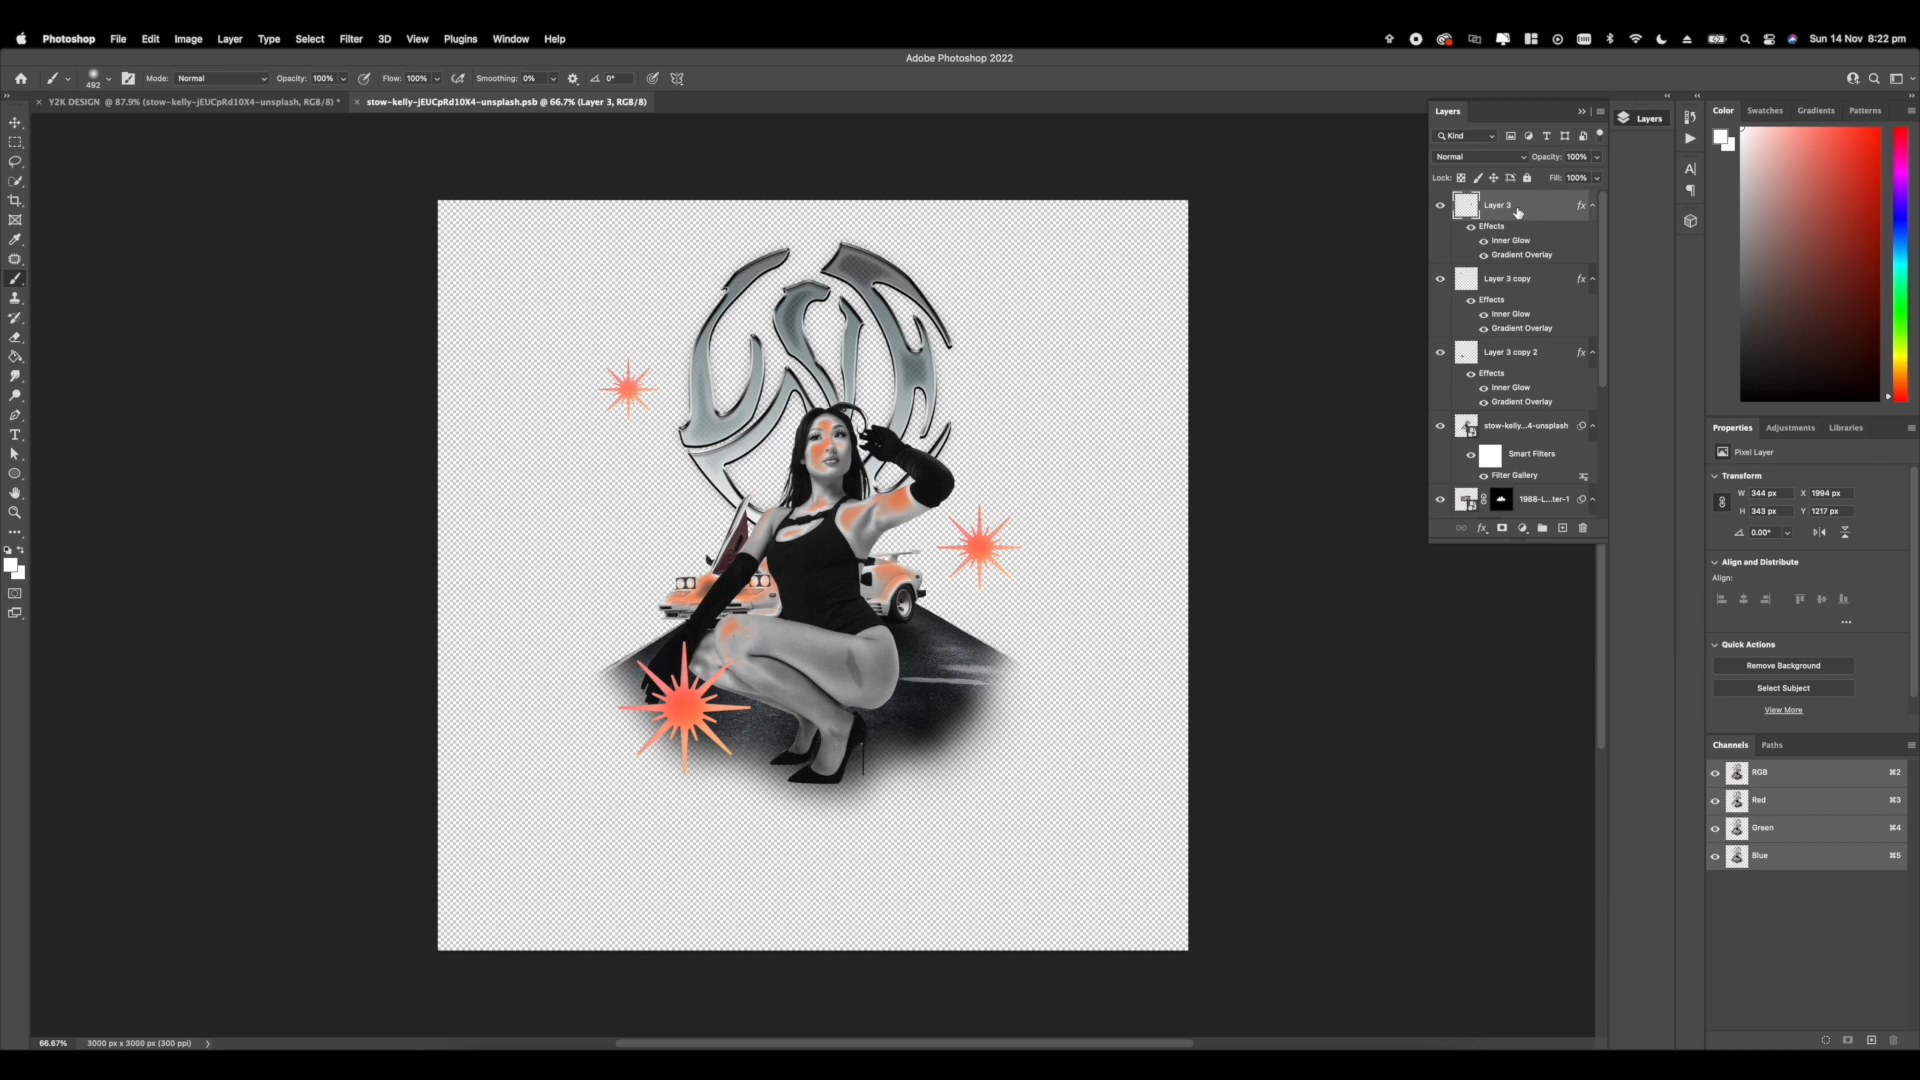 Photoshop File Edit Image Layer Type Select Filter 3D View Plugins Window Help Sun 14 Nov 8:22 pm
Adobe Photoshop 2022
492 Mode: Normal Opacity: 100% Flow: 100% Smoothing: 0% 0°
× Y2K DESIGN @ 87.9% (stow-kelly-jEUCpRd10X4-unsplash, RGB/8) * × stow-kelly-jEUCpRd10X4-unsplash.psb @ 66.7% (Layer 3, RGB/8)
Layers
Kind
Normal Opacity: 100%
Lock: Fill: 100%
Layer 3 fx
Effects
Inner Glow
Gradient Overlay
Layer 3 copy fx
Effects
Inner Glow
Gradient Overlay
Layer 3 copy 2 fx
Effects
Inner Glow
Gradient Overlay
stow-kelly...4-unsplash
Smart Filters
Filter Gallery
1988-L...ter-1
fx
Layers
Color Swatches Gradients Patterns
Properties Adjustments Libraries
Pixel Layer
Transform
W 344 px X 1994 px
H 343 px Y 1217 px
0.00°
Align and Distribute
Align:
Quick Actions
Remove Background
Select Subject
View More
Channels Paths
RGB ⌘2
Red ⌘3
Green ⌘4
Blue ⌘5
66.67% 3000 px x 3000 px (300 ppi)